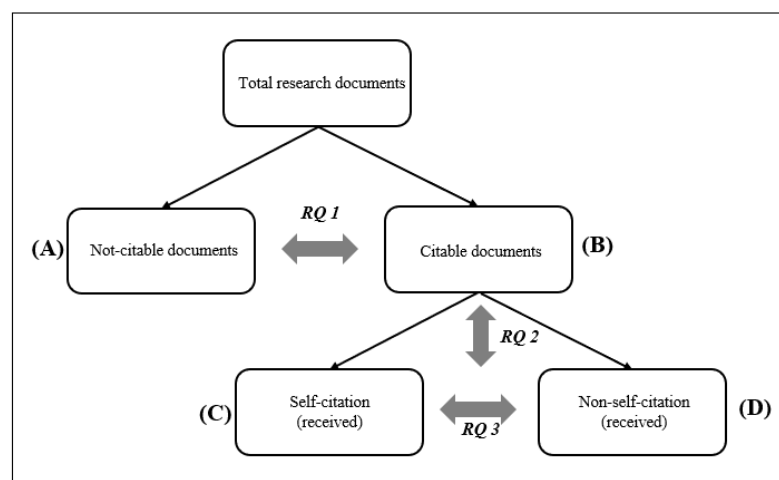 Total research documents
RQ 1
(A)
Not-citable documents
Citable documents
(B)
RQ 2
(C)
Self-citation
(received)
RQ 3
Non-self-citation
(received)
(D)